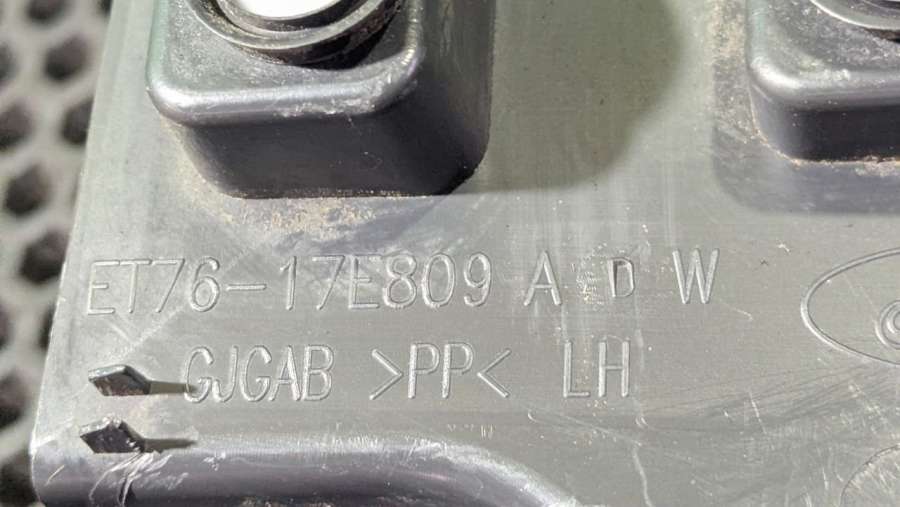 ET76-17E809 A D W
GJGAB >PP< LH